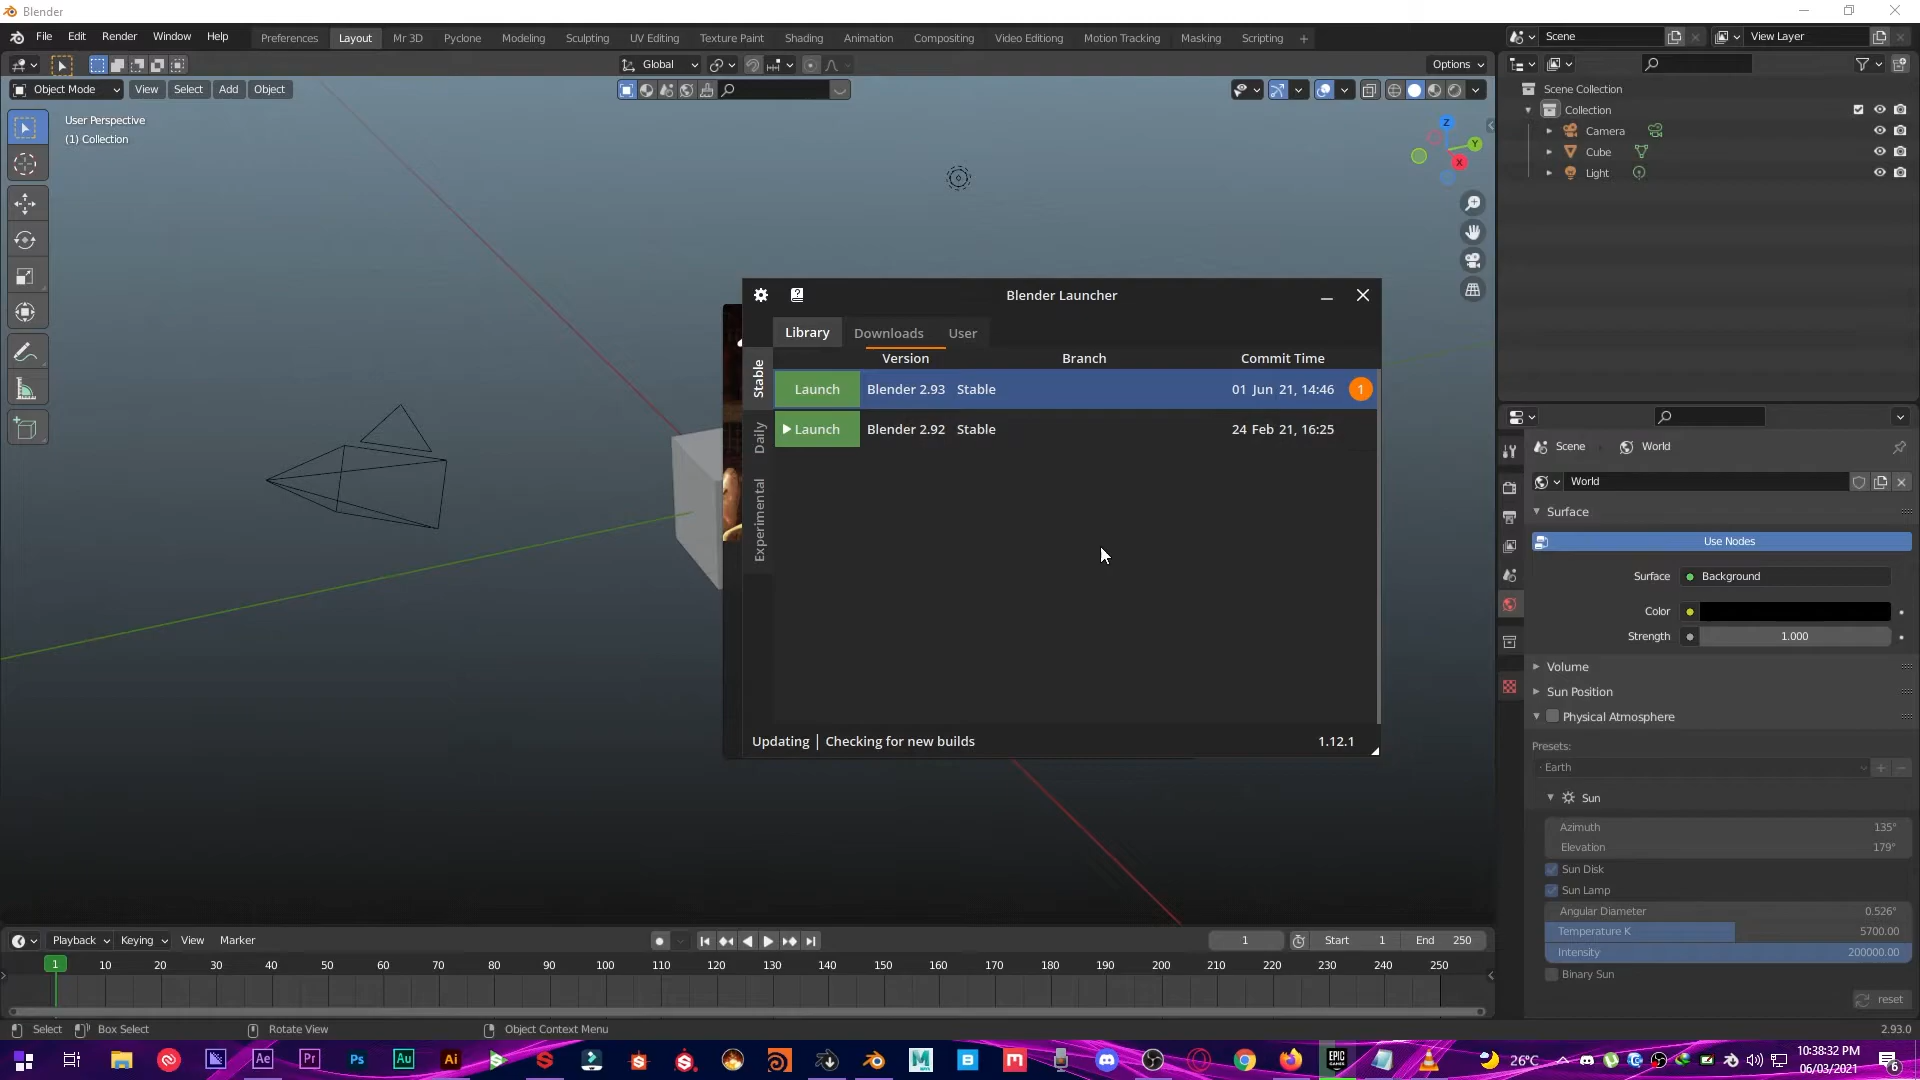 Blender
File Edit Render Window Help
Preferences Layout Mr 3D Pyclone Modeling Sculpting UV Editing Texture Paint Shading Animation Compositing Video Editiong Motion Tracking Masking Scripting +
Scene
View Layer
Global
Options
Object Mode View Select Add Object
User Perspective
(1) Collection
Z
Y
X
Scene Collection
Collection
Camera
Cube
Light
Blender Launcher
Library Downloads User
Version Branch Commit Time
Stable
Daily
Experimental
Launch Blender 2.93 Stable 01 Jun 21, 14:46 1
Launch Blender 2.92 Stable 24 Feb 21, 16:25
Updating | Checking for new builds 1.12.1
Scene World
World
Surface
Use Nodes
Surface Background
Color
Strength 1.000
Volume
Sun Position
Physical Atmosphere
Presets:
Earth
Sun
Azimuth 135°
Elevation 179°
Sun Disk
Sun Lamp
Angular Diameter 0.526°
Temperature K 5700.00
Intensity 200000.00
Binary Sun
reset
Playback Keying View Marker
1 Start 1 End 250
1 10 20 30 40 50 60 70 80 90 100 110 120 130 140 150 160 170 180 190 200 210 220 230 240 250
Select Box Select Rotate View Object Context Menu 2.93.0
Ae Pr Ps Au Ai
EPIC
26°C
10:38:32 PM
06/03/2021
6